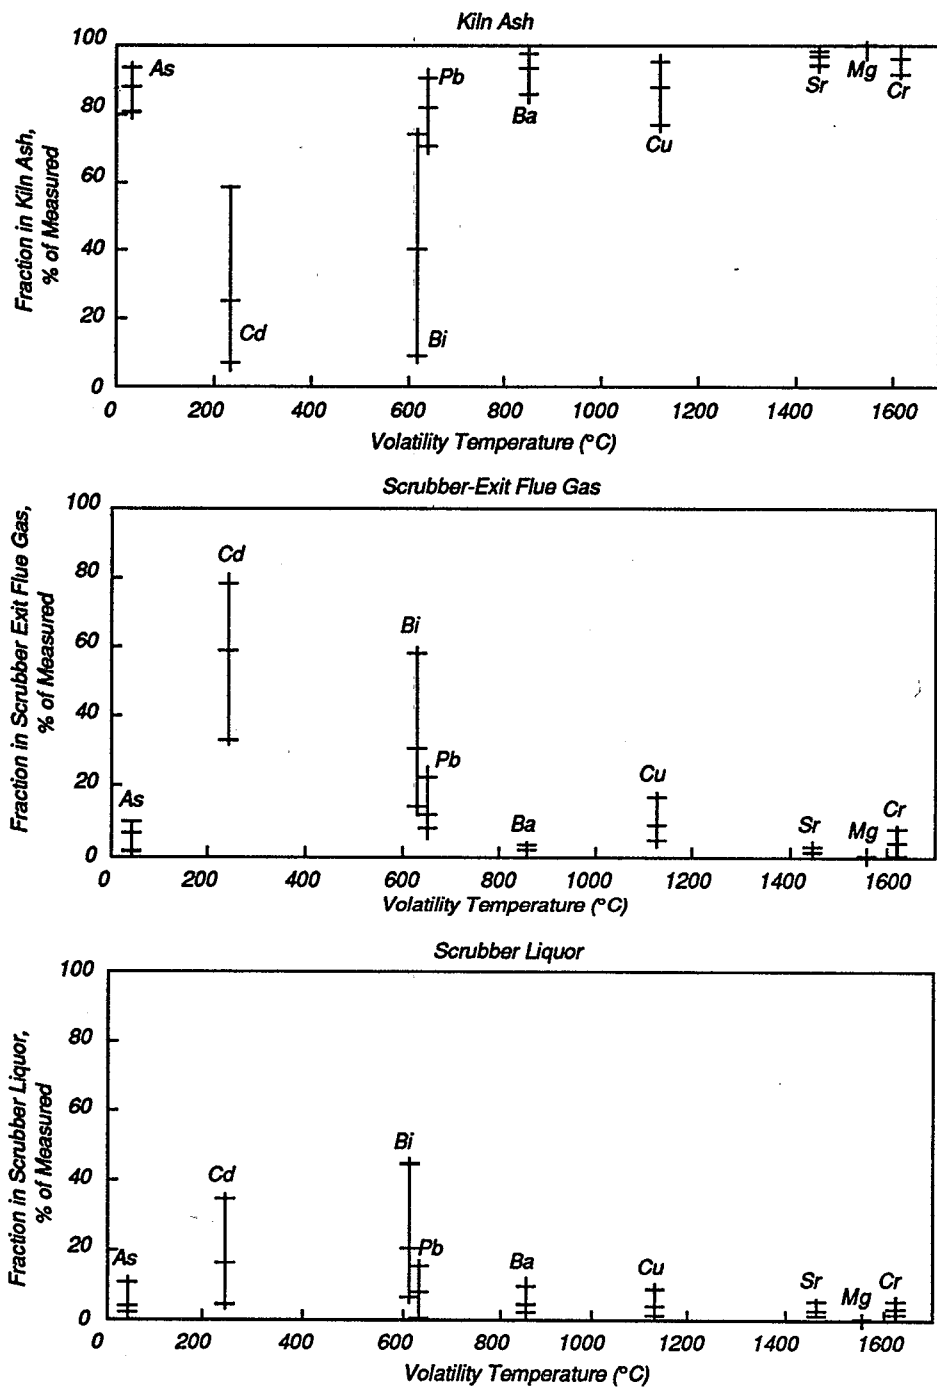 Kiln Ash
Fraction in Kiln Ash,
% of Measured
100
80
60
40
20
0
As
Cd
Bi
Pb
Ba
Cu
Sr
Mg
Cr
0 200 400 600 800 1000 1200 1400 1600
Volatility Temperature (°C)
Scrubber-Exit Flue Gas
Fraction in Scrubber Exit Flue Gas,
% of Measured
100
80
60
40
20
0
As
Cd
Bi
Pb
Ba
Cu
Sr
Mg
Cr
0 200 400 600 800 1000 1200 1400 1600
Volatility Temperature (°C)
Scrubber Liquor
Fraction in Scrubber Liquor,
% of Measured
100
80
60
40
20
0
As
Cd
Bi
Pb
Ba
Cu
Sr
Mg
Cr
0 200 400 600 800 1000 1200 1400 1600
Volatility Temperature (°C)